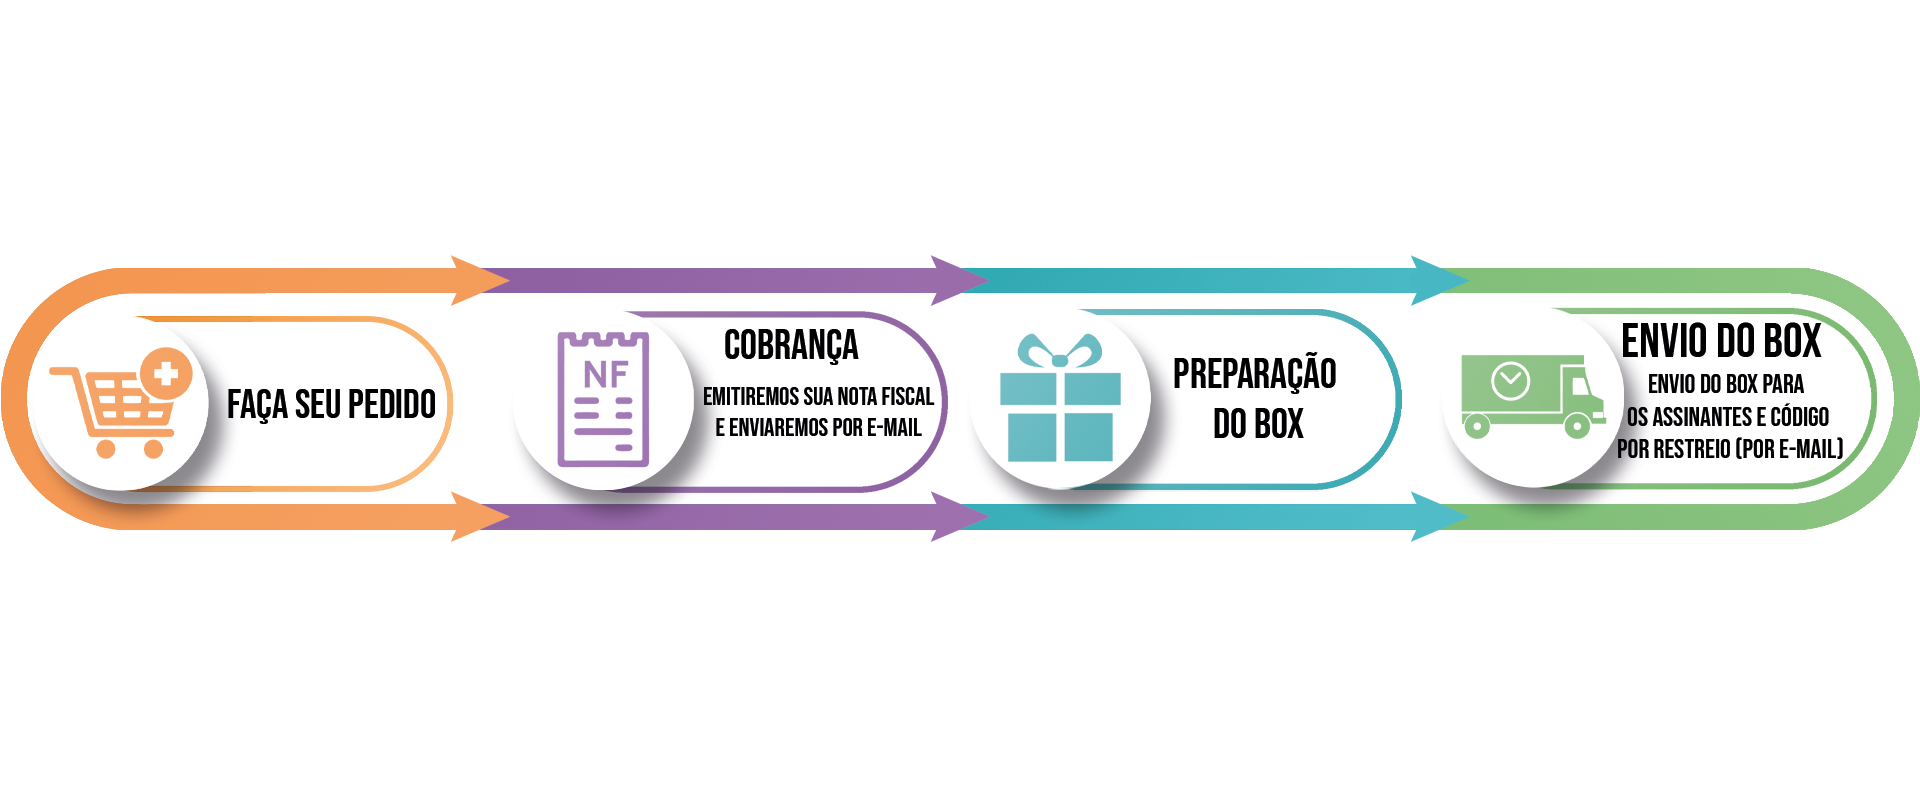 FAÇA SEU PEDIDO
NF
COBRANÇA
EMITIREMOS SUA NOTA FISCAL
E ENVIAREMOS POR E-MAIL
PREPARAÇÃO
DO BOX
ENVIO DO BOX
ENVIO DO BOX PARA
OS ASSINANTES E CÓDIGO
POR RESTREIO (POR E-MAIL)